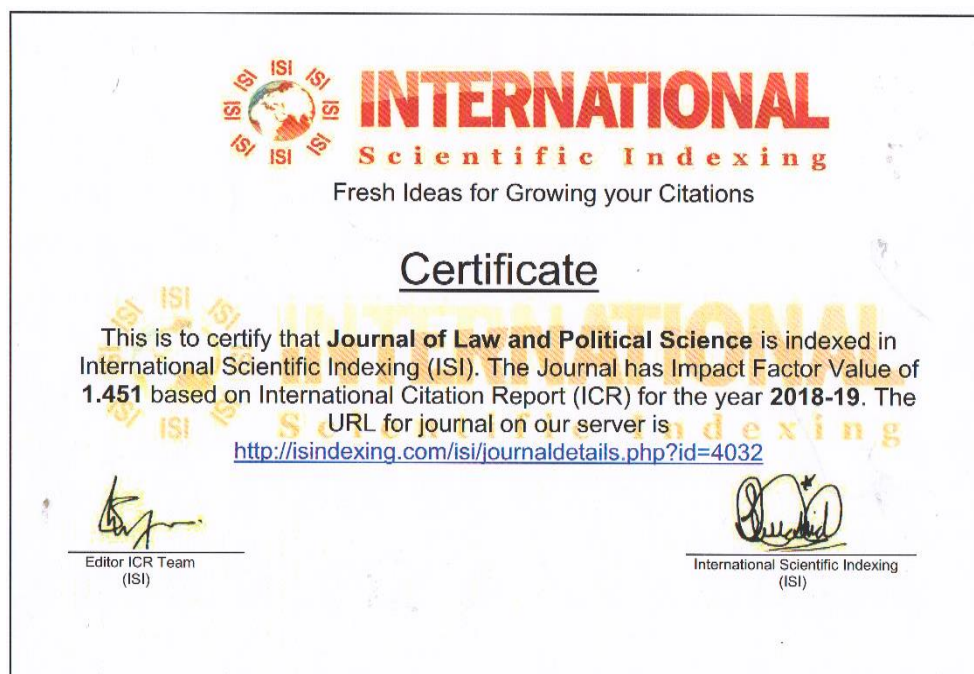 ISI ISI ISI ISI ISI ISI ISI ISI
INTERNATIONAL
Scientific Indexing
Fresh Ideas for Growing your Citations
Certificate
This is to certify that Journal of Law and Political Science is indexed in
International Scientific Indexing (ISI). The Journal has Impact Factor Value of
1.451 based on International Citation Report (ICR) for the year 2018-19. The
URL for journal on our server is
http://isindexing.com/isi/journaldetails.php?id=4032
Editor ICR Team
(ISI)
International Scientific Indexing
(ISI)